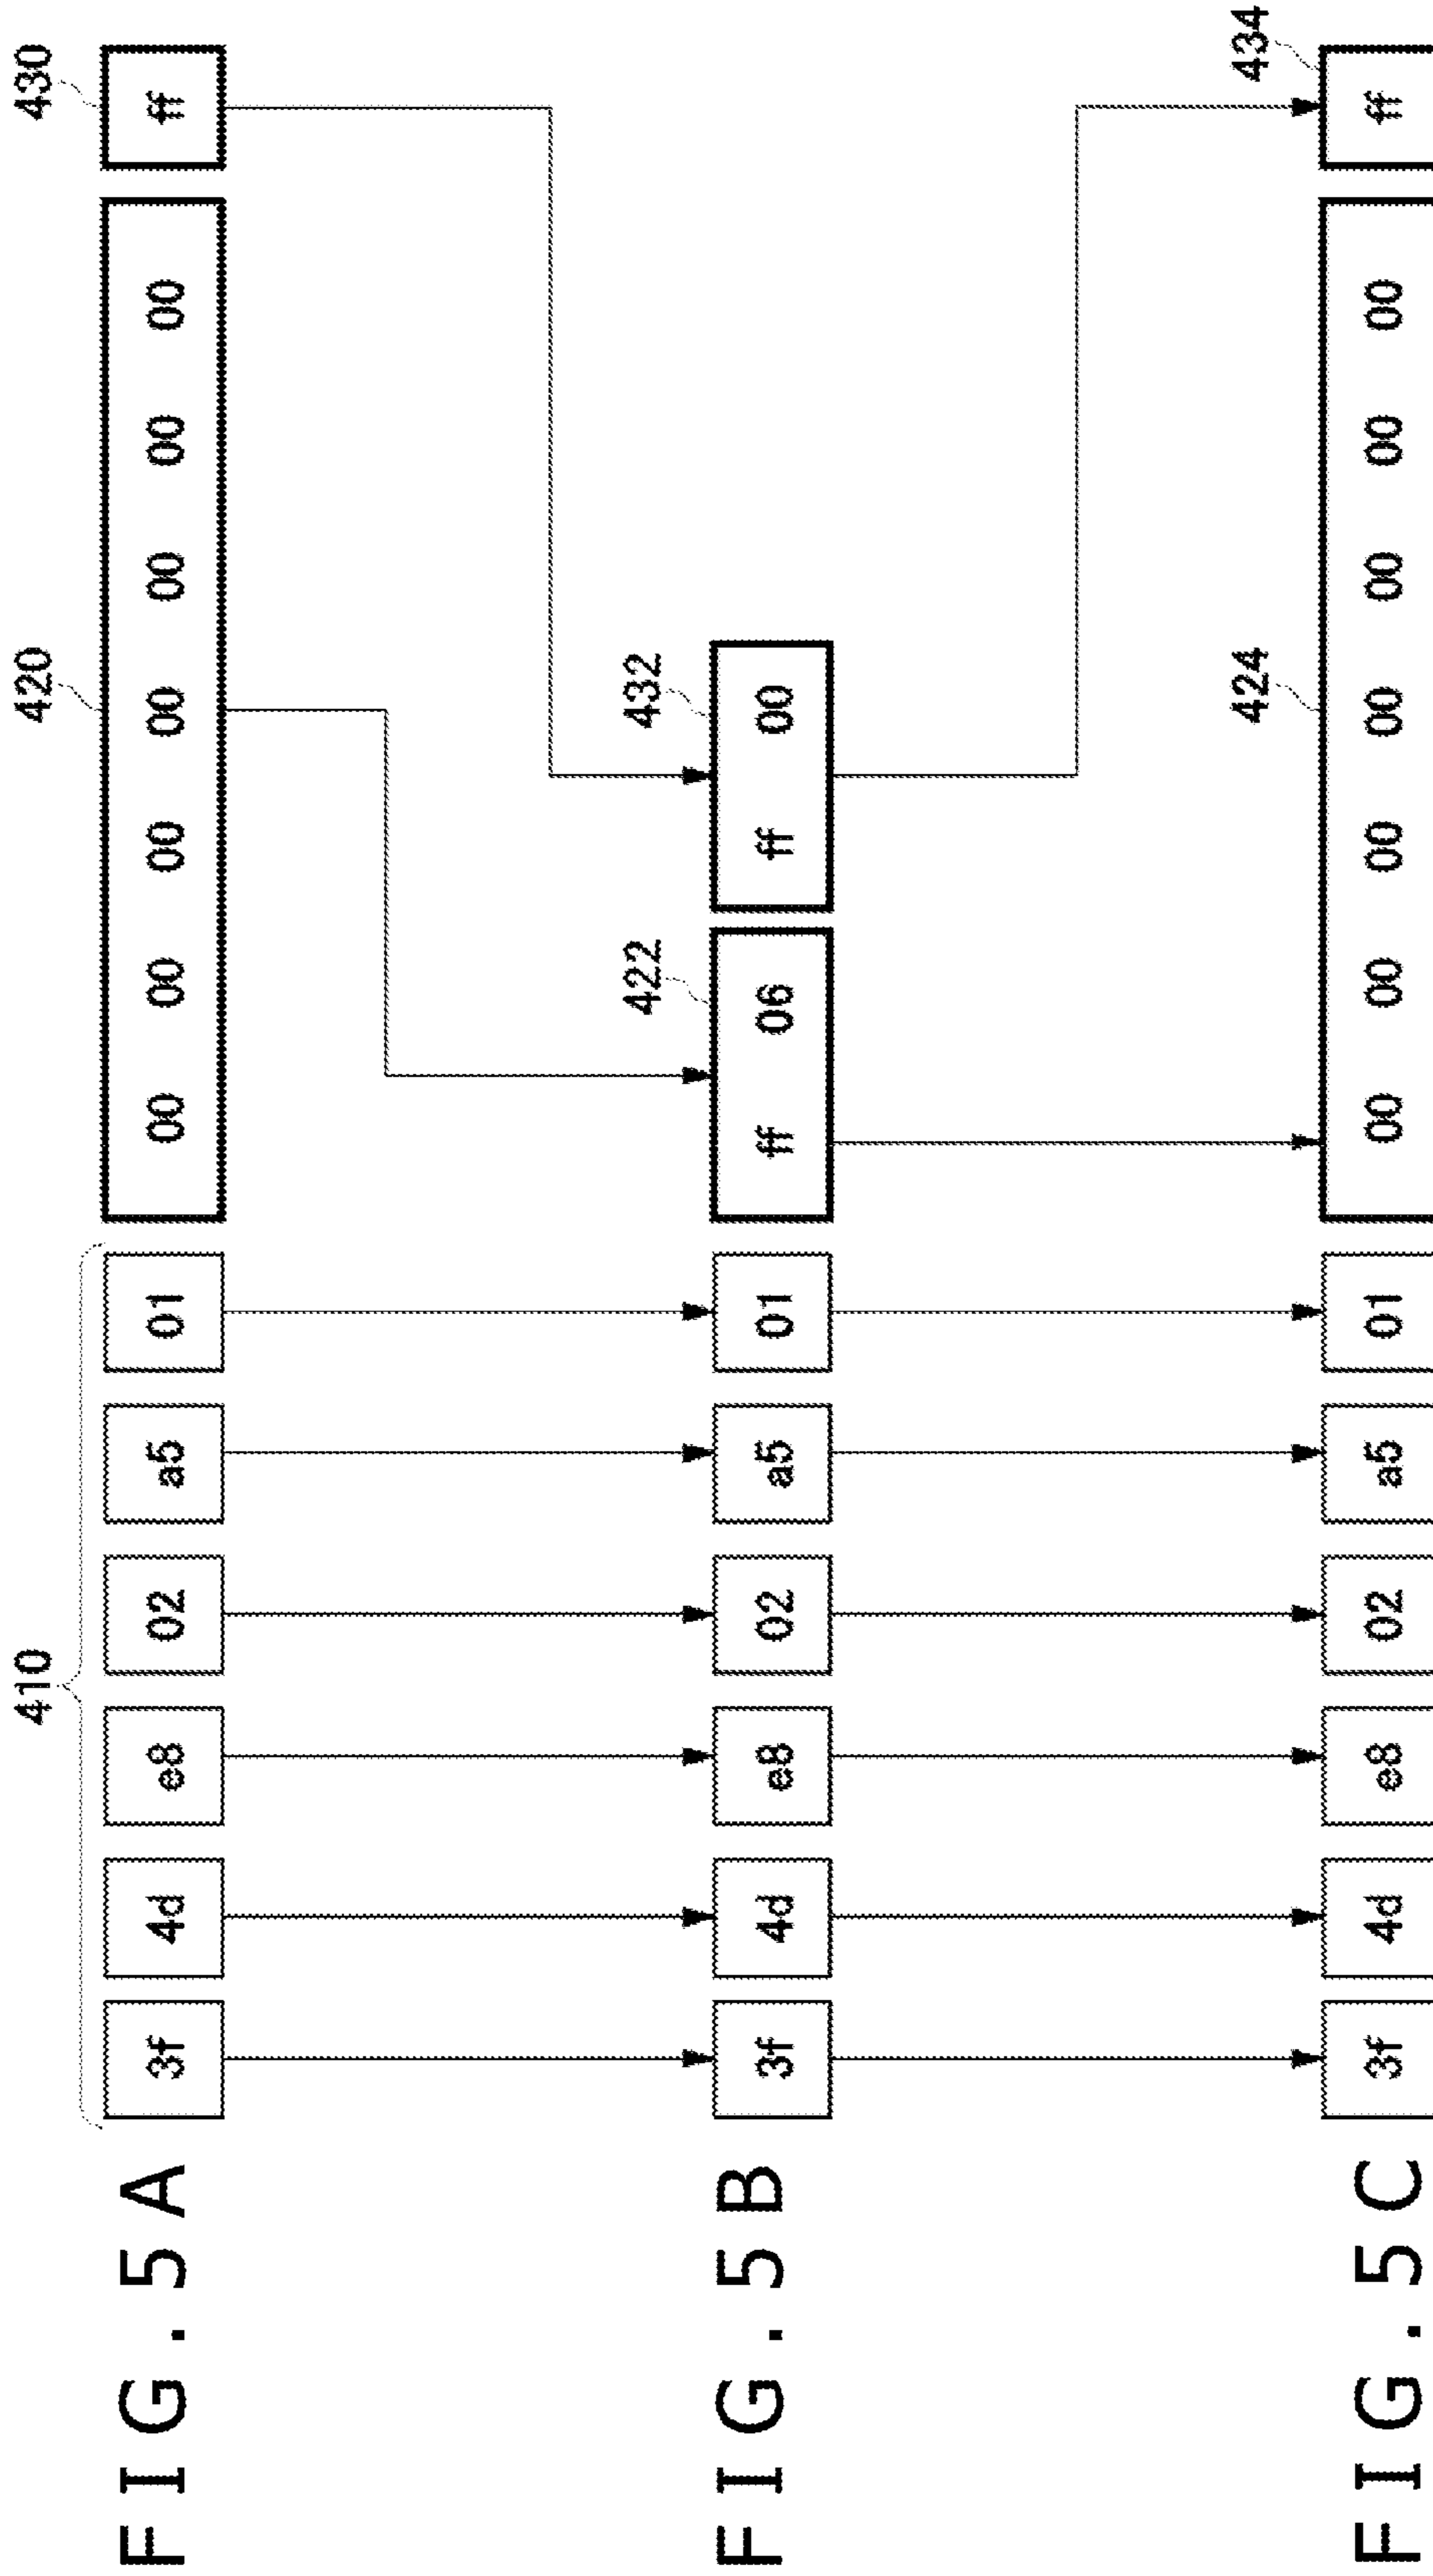 410 420 430
FIG.5A 3f 4d e8 02 a5 01 00 00 00 00 00 00 00 ff
422 432
FIG.5B 3f 4d e8 02 a5 01 ff 06 ff 00
424 434
FIG.5C 3f 4d e8 02 a5 01 00 00 00 00 00 00 00 ff